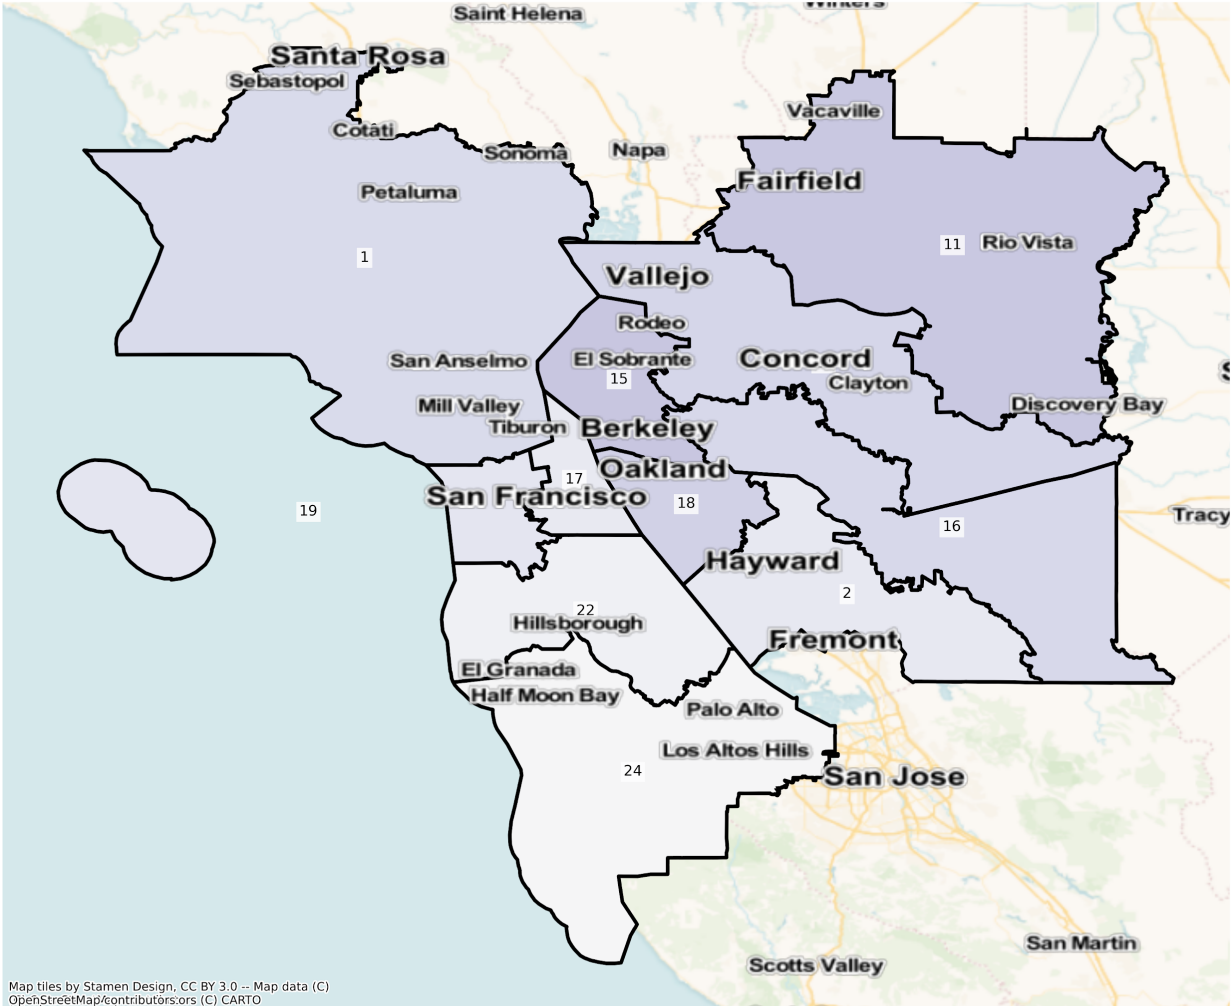 Winters
Saint Helena
Santa Rosa
Sebastopol
Vacaville
Cotati
Sonoma
Napa
Fairfield
Petaluma
1
11
Rio Vista
Vallejo
Rodeo
San Anselmo
El Sobrante
Concord
15
Clayton
Mill Valley
Discovery Bay
Tiburon
Berkeley
Oakland
17
San Francisco
18
19
Tracy
16
Hayward
2
22
Hillsborough
Fremont
El Granada
Half Moon Bay
Palo Alto
Los Altos Hills
24
San Jose
San Martin
Scotts Valley
Map tiles by Stamen Design, CC BY 3.0 -- Map data (C)
OpenStreetMap contributors.ors (C) CARTO